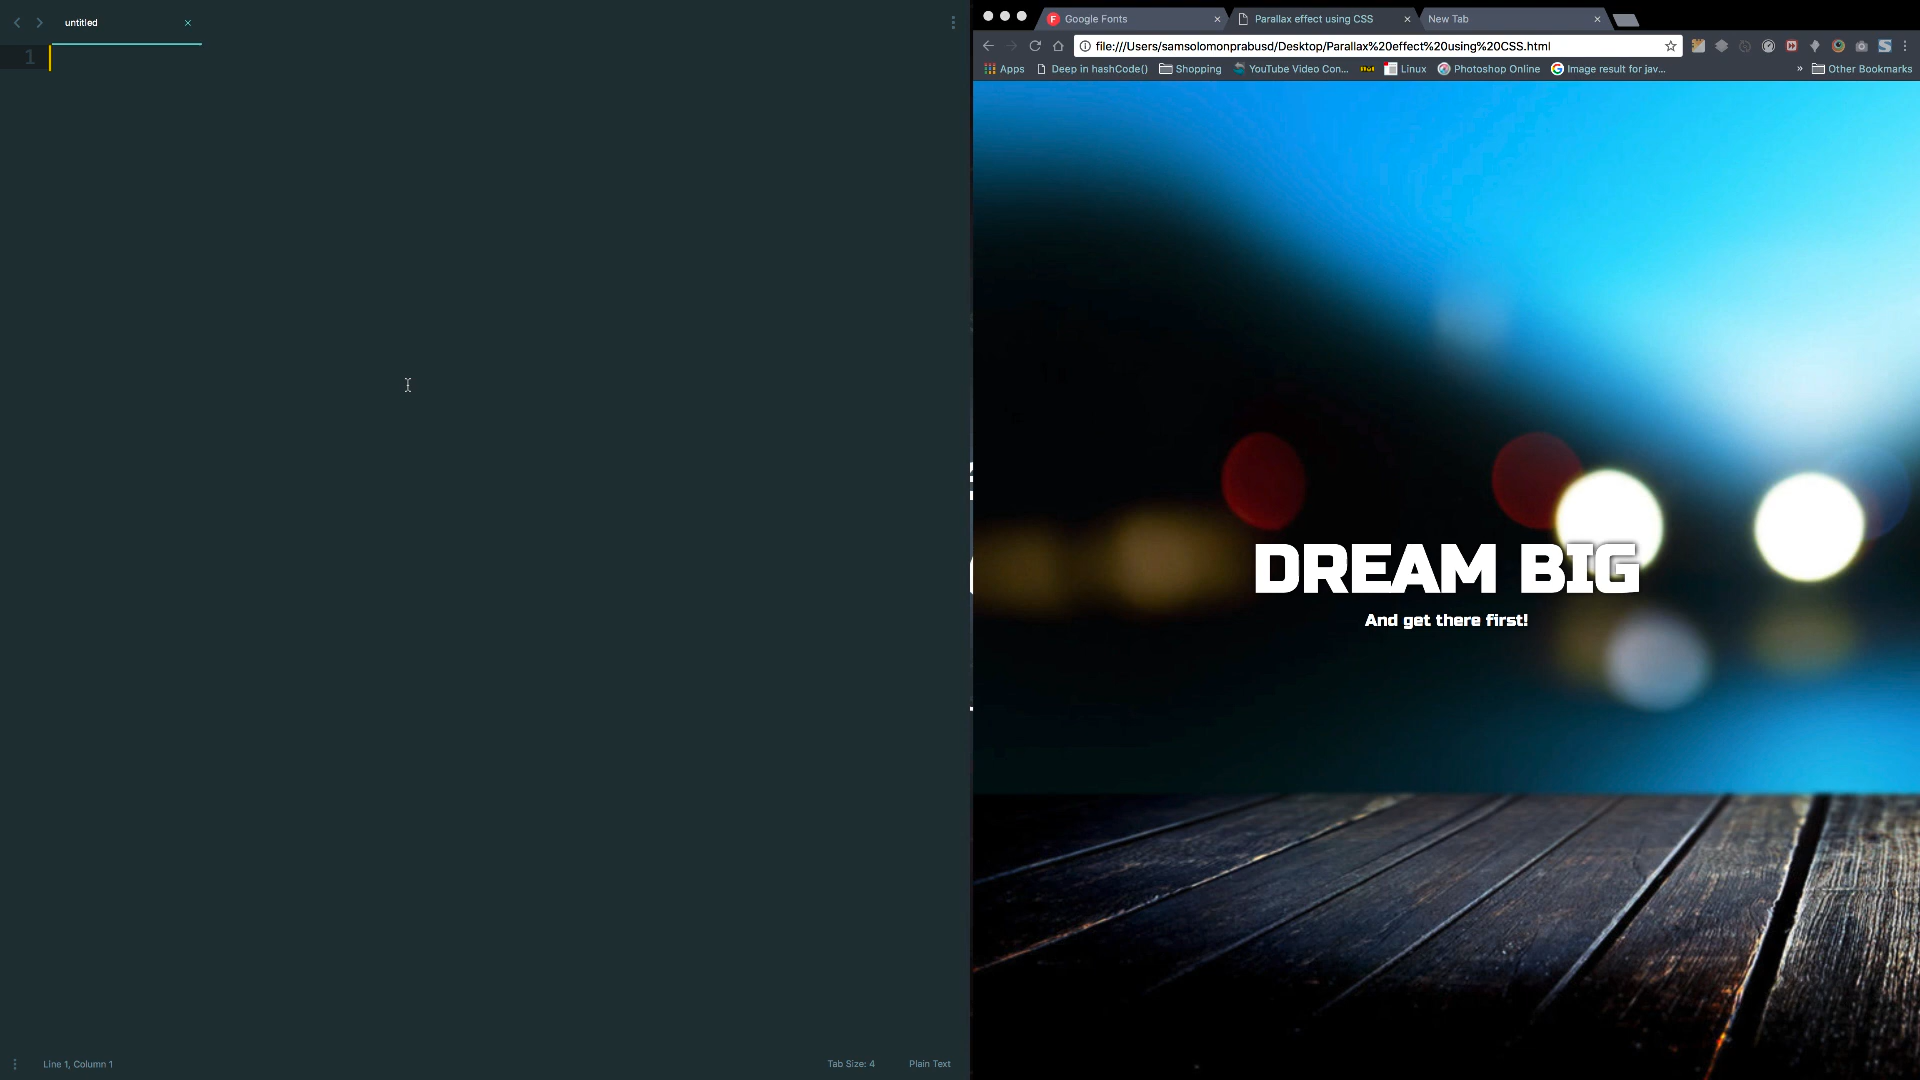 untitled
1
Line 1, Column 1
Tab Size: 4
Plain Text
Google Fonts
Parallax effect using CSS
New Tab
file:///Users/samsolomonprabusd/Desktop/Parallax%20effect%20using%20CSS.html
Apps
Deep in hashCode()
Shopping
YouTube Video Con...
Linux
Photoshop Online
Image result for jav...
»
Other Bookmarks
DREAM BIG
And get there first!